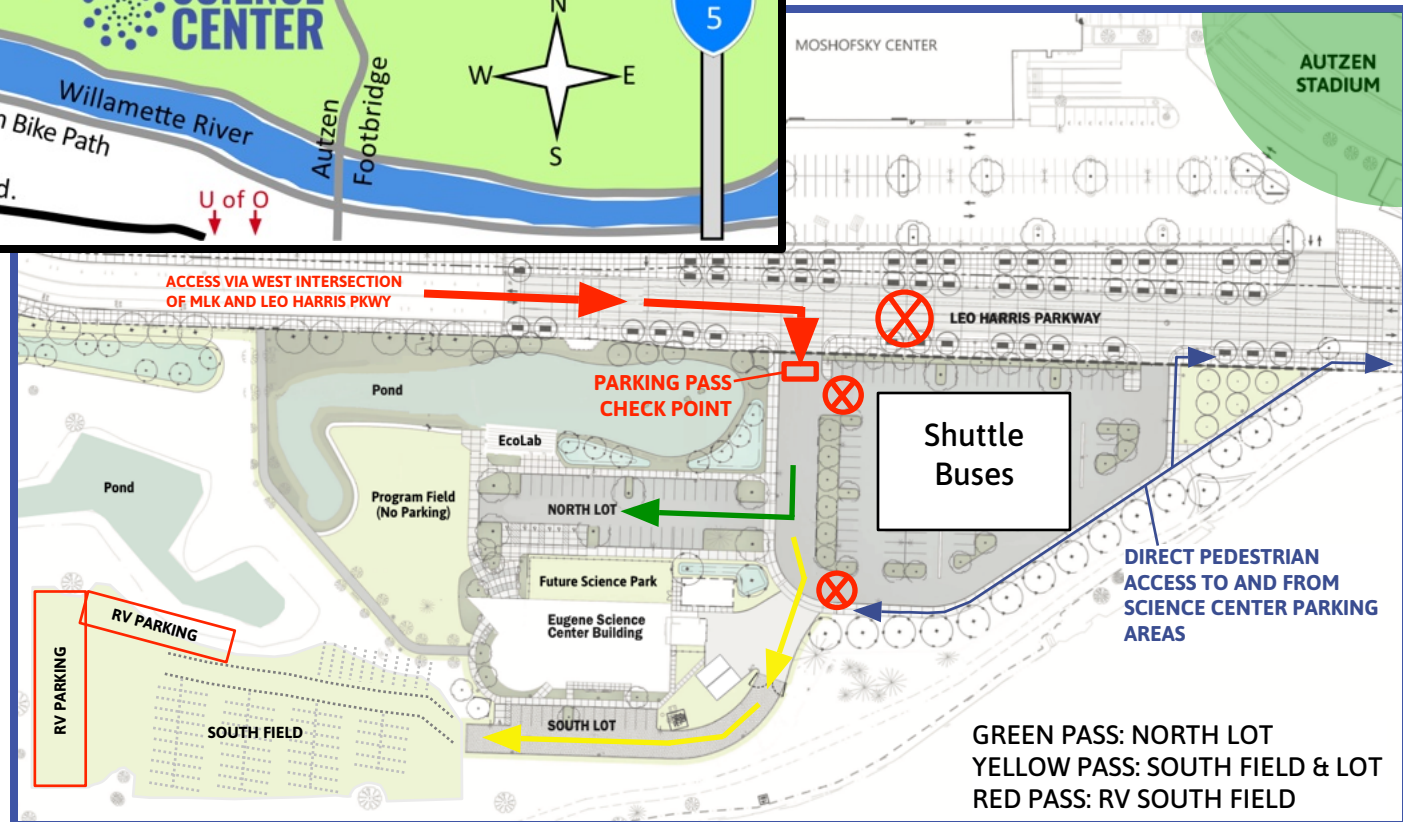 SCIENCE
CENTER
N
W
E
S
5
Willamette River
n Bike Path
Autzen
Footbridge
d.
U of O
MOSHOFSKY CENTER
AUTZEN
STADIUM
ACCESS VIA WEST INTERSECTION
OF MLK AND LEO HARRIS PKWY
LEO HARRIS PARKWAY
PARKING PASS
CHECK POINT
Pond
EcoLab
Shuttle
Buses
Pond
Program Field
(No Parking)
NORTH LOT
Future Science Park
Eugene Science
Center Building
DIRECT PEDESTRIAN
ACCESS TO AND FROM
SCIENCE CENTER PARKING
AREAS
RV PARKING
RV PARKING
SOUTH FIELD
SOUTH LOT
GREEN PASS: NORTH LOT
YELLOW PASS: SOUTH FIELD & LOT
RED PASS: RV SOUTH FIELD